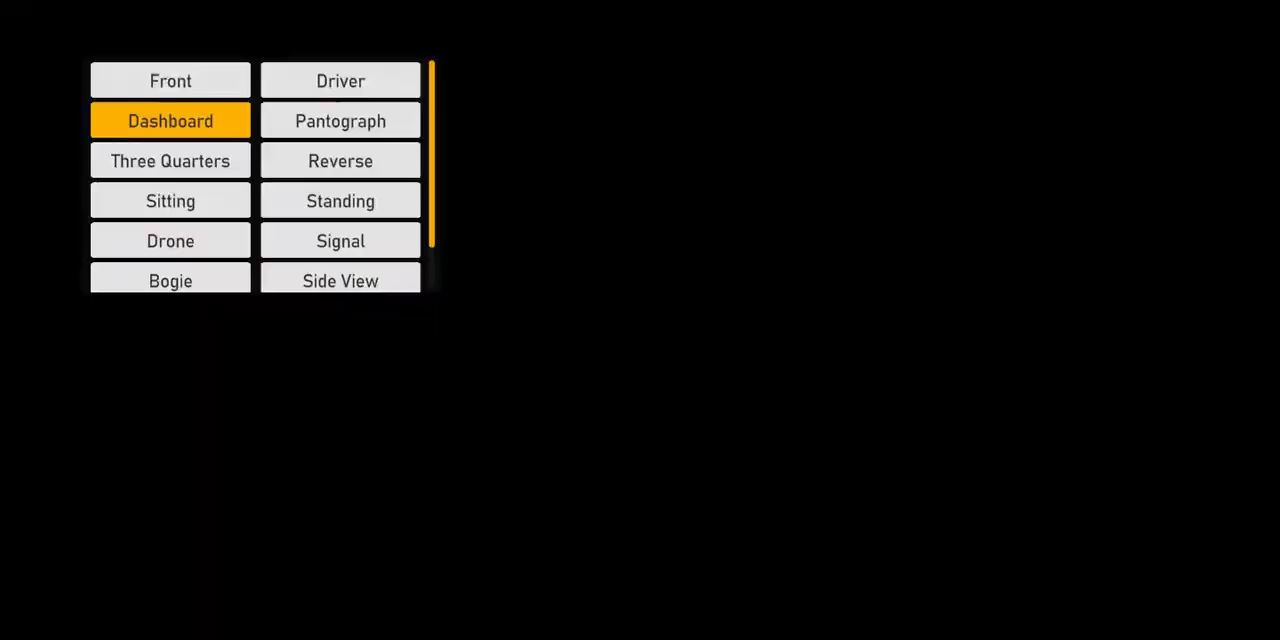 Front Driver
Dashboard Pantograph
Three Quarters Reverse
Sitting Standing
Drone Signal
Bogie Side View